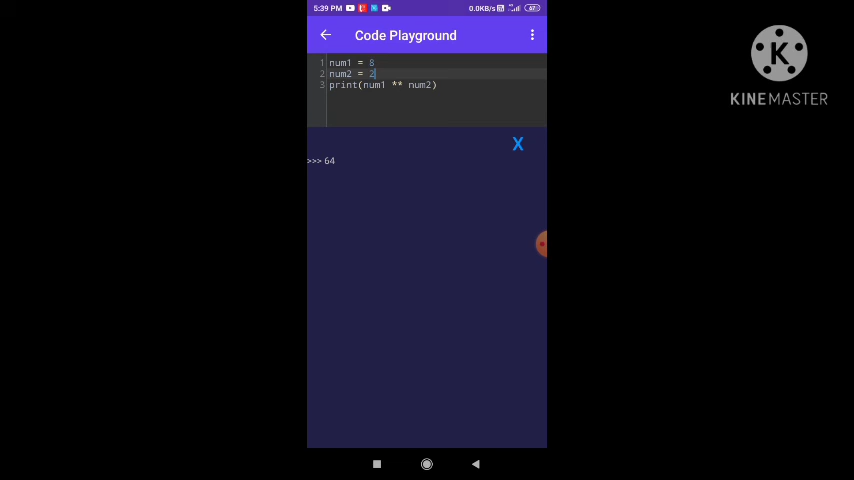 5:39 PM 0.0KB/s 67
Code Playground
1 num1 = 8
2 num2 = 2
3 print(num1 ** num2)
X
>>> 64
K
KINEMASTER